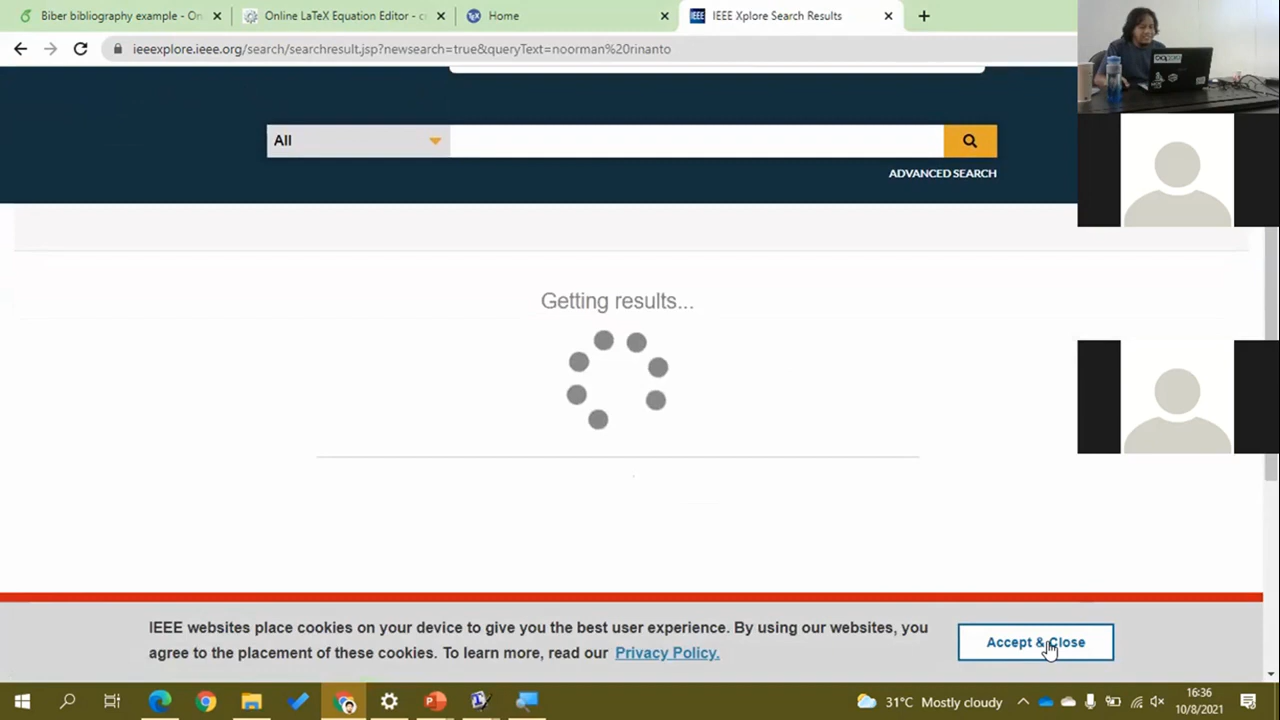 Biber bibliography example - On
Online LaTeX Equation Editor - c
Home
IEEE Xplore Search Results
ieeexplore.ieee.org/search/searchresult.jsp?newsearch=true&queryText=noorman%20rinanto
All
ADVANCED SEARCH
Getting results...
IEEE websites place cookies on your device to give you the best user experience. By using our websites, you
agree to the placement of these cookies. To learn more, read our Privacy Policy.
Accept & Close
31°C Mostly cloudy
16:36
10/8/2021